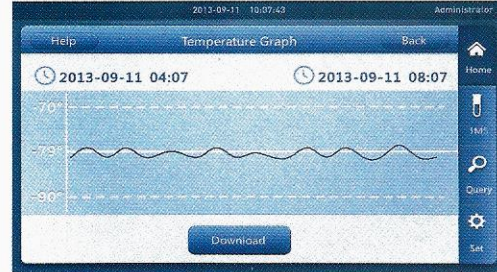 2013-09-11 10:07:43 Administrator
Help Temperature Graph Back
2013-09-11 04:07 2013-09-11 08:07
Home
-70°
-79°
-90°
Query
Download
Set